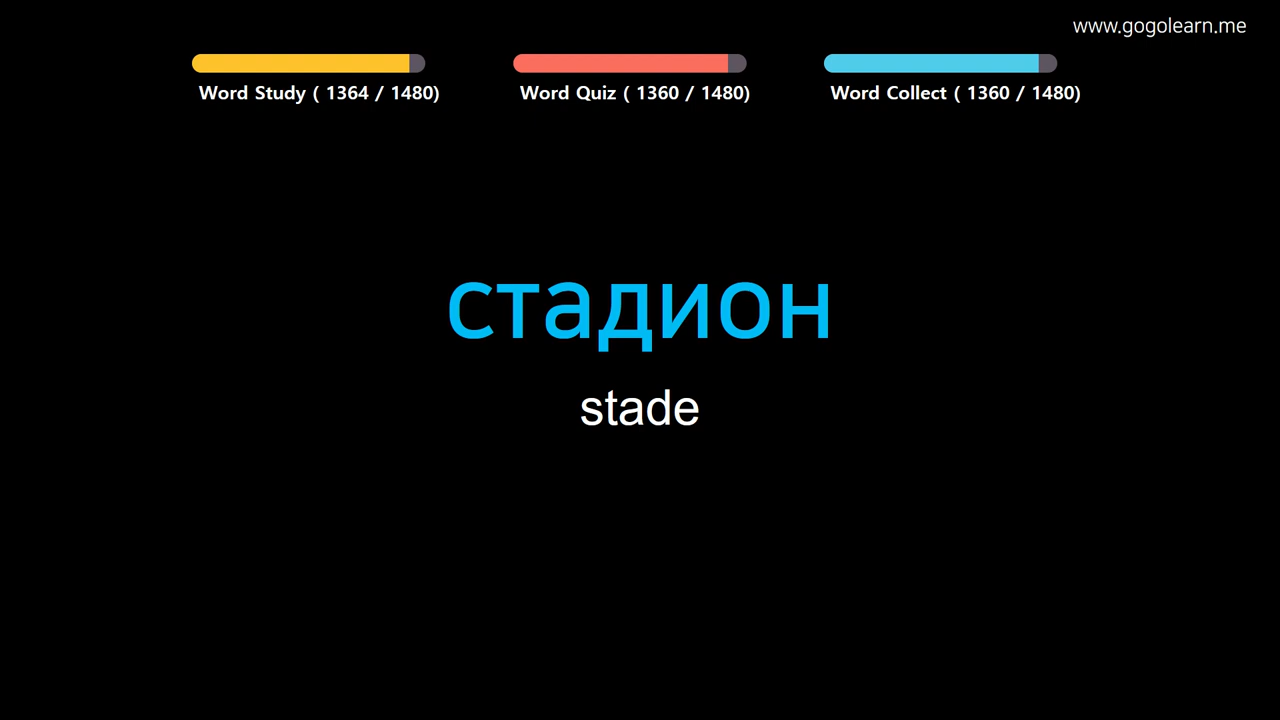 www.gogolearn.me
Word Study ( 1364 / 1480)
Word Quiz ( 1360 / 1480)
Word Collect ( 1360 / 1480)
стадион
stade